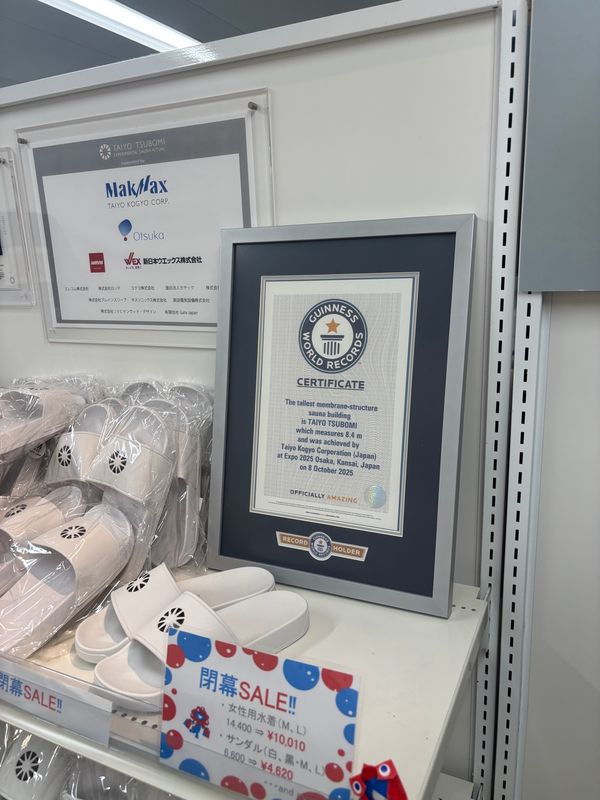 TAIYO TSUBOMI
EXPERIMENTAL SAUNA RITUAL
MakMax
TAIYO KOGYO CORP.
Otsuka
WEX 新日本ウエックス株式会社
GUINNESS
WORLD RECORDS
CERTIFICATE
The tallest membrane-structure
sauna building
is TAIYO TSUBOMI
which measures 8.4 m
and was achieved by
Taiyo Kogyo Corporation (Japan)
at Expo 2025 Osaka, Kansai, Japan
on 8 October 2025
OFFICIALLY AMAZING
RECORD HOLDER
閉幕SALE!!
・女性用水着(M、L)
14,400 ⇒ ¥10,010
・サンダル(白、黒・M、L)
6,600 ⇒ ¥4,620
閉幕SALE!!